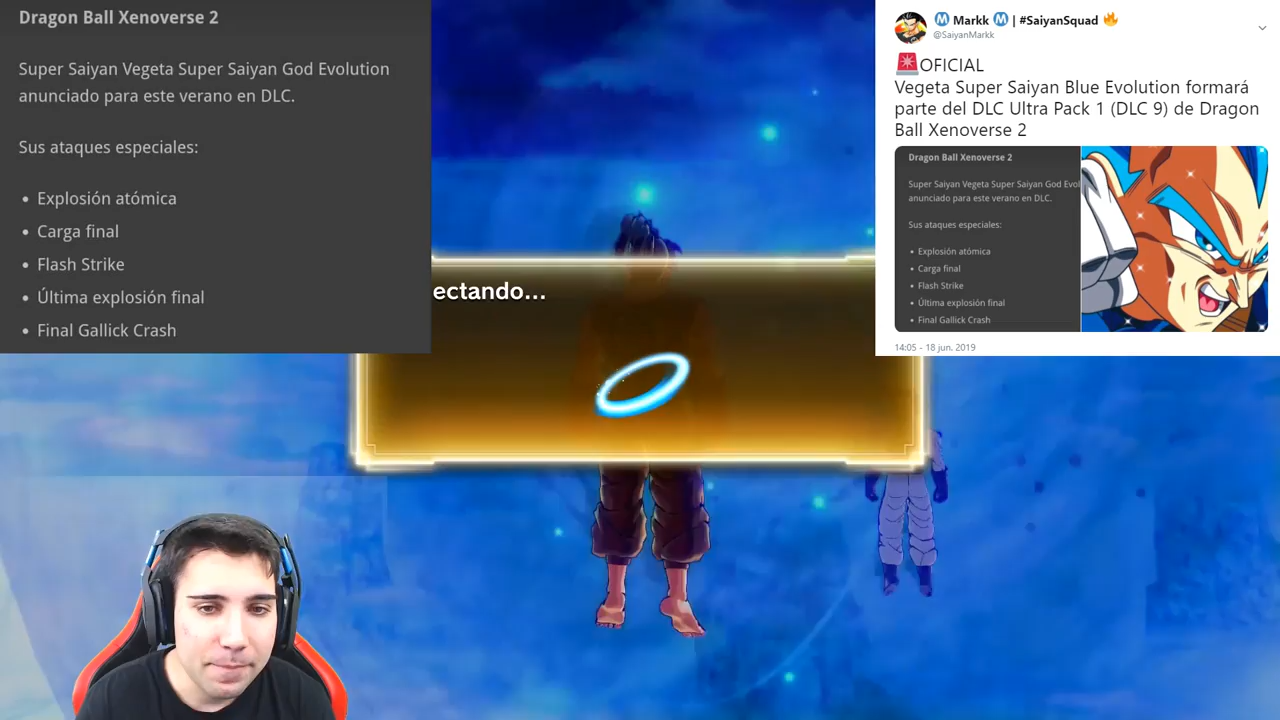 Dragon Ball Xenoverse 2
Super Saiyan Vegeta Super Saiyan God Evolution
anunciado para este verano en DLC.
Sus ataques especiales:
• Explosión atómica
• Carga final
• Flash Strike
• Última explosión final
• Final Gallick Crash
ectando...
Ⓜ Markk Ⓜ | #SaiyanSquad 🔥
@SaiyanMarkk
🚨OFICIAL
Vegeta Super Saiyan Blue Evolution formará
parte del DLC Ultra Pack 1 (DLC 9) de Dragon
Ball Xenoverse 2
Dragon Ball Xenoverse 2
Super Saiyan Vegeta Super Saiyan God Evol
anunciado para este verano en DLC.
Sus ataques especiales:
• Explosión atómica
• Carga final
• Flash Strike
• Última explosión final
• Final Gallick Crash
14:05 - 18 jun. 2019